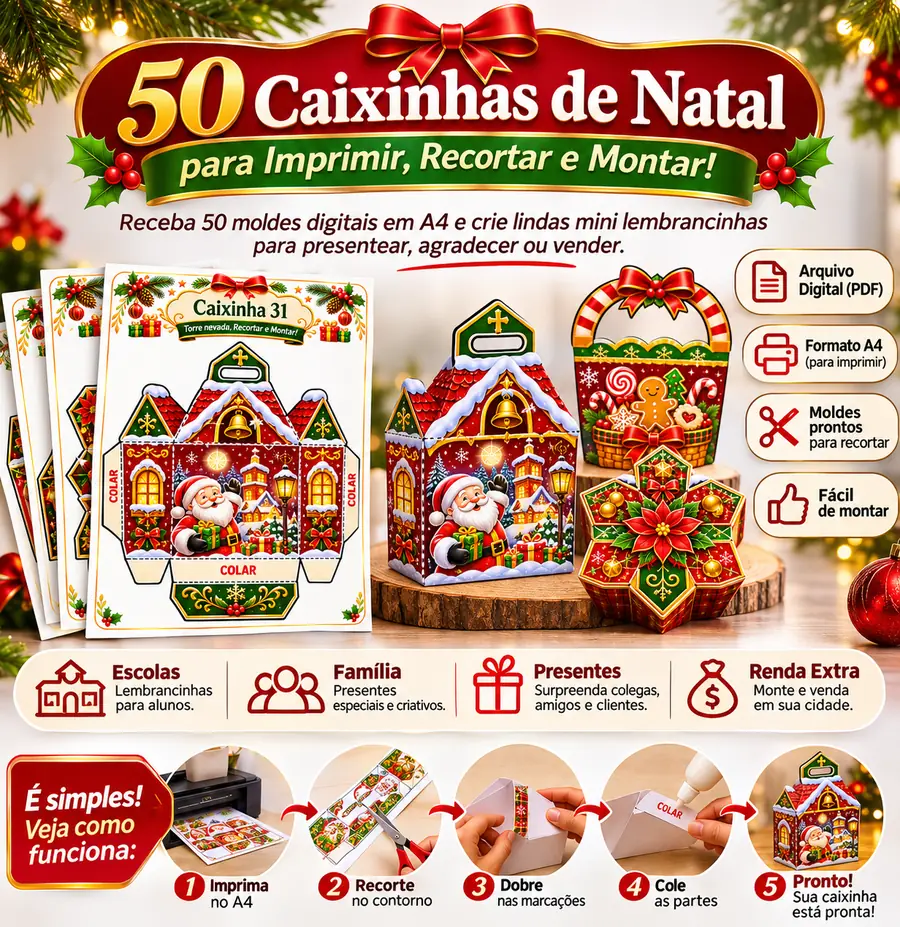 50 Caixinhas de Natal
para Imprimir, Recortar e Montar!
Receba 50 moldes digitais em A4 e crie lindas mini lembrancinhas
para presentear, agradecer ou vender.
Arquivo
Digital (PDF)
Formato A4
(para imprimir)
Moldes
prontos
para recortar
Fácil
de montar
Caixinha 31
Torre nevada, Recortar e Montar!
COLAR
COLAR
COLAR
Escolas
Lembrancinhas
para alunos.
Família
Presentes
especiais e criativos.
Presentes
Surpreenda colegas,
amigos e clientes.
Renda Extra
Monte e venda
em sua cidade.
É simples!
Veja como
funciona:
1 Imprima
no A4
2 Recorte
no contorno
3 Dobre
nas marcações
COLAR
4 Cole
as partes
5 Pronto!
Sua caixinha
está pronta!